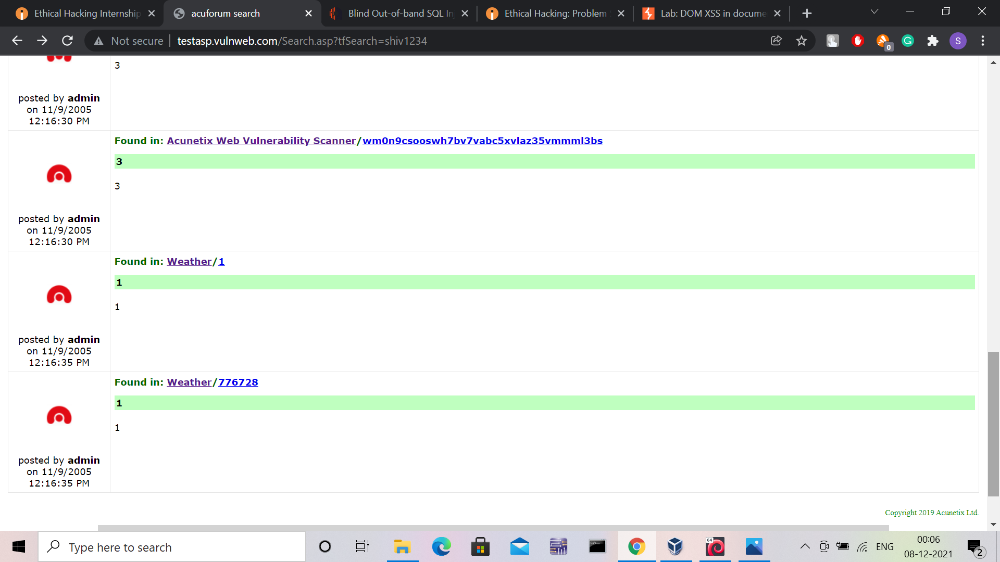 Ethical Hacking Internship
acuforum search
Blind Out-of-band SQL In
Ethical Hacking: Problem
Lab: DOM XSS in docume
Not secure
testasp.vulnweb.com/Search.asp?tfSearch=shiv1234
0
S
3
posted by admin
on 11/9/2005
12:16:30 PM
Found in: Acunetix Web Vulnerability Scanner/wm0n9csooswh7bv7vabc5xvlaz35vmmml3bs
3
3
posted by admin
on 11/9/2005
12:16:30 PM
Found in: Weather/1
1
1
posted by admin
on 11/9/2005
12:16:35 PM
Found in: Weather/776728
1
1
posted by admin
on 11/9/2005
12:16:35 PM
Copyright 2019 Acunetix Ltd.
Type here to search
64
ENG
00:06
08-12-2021
2